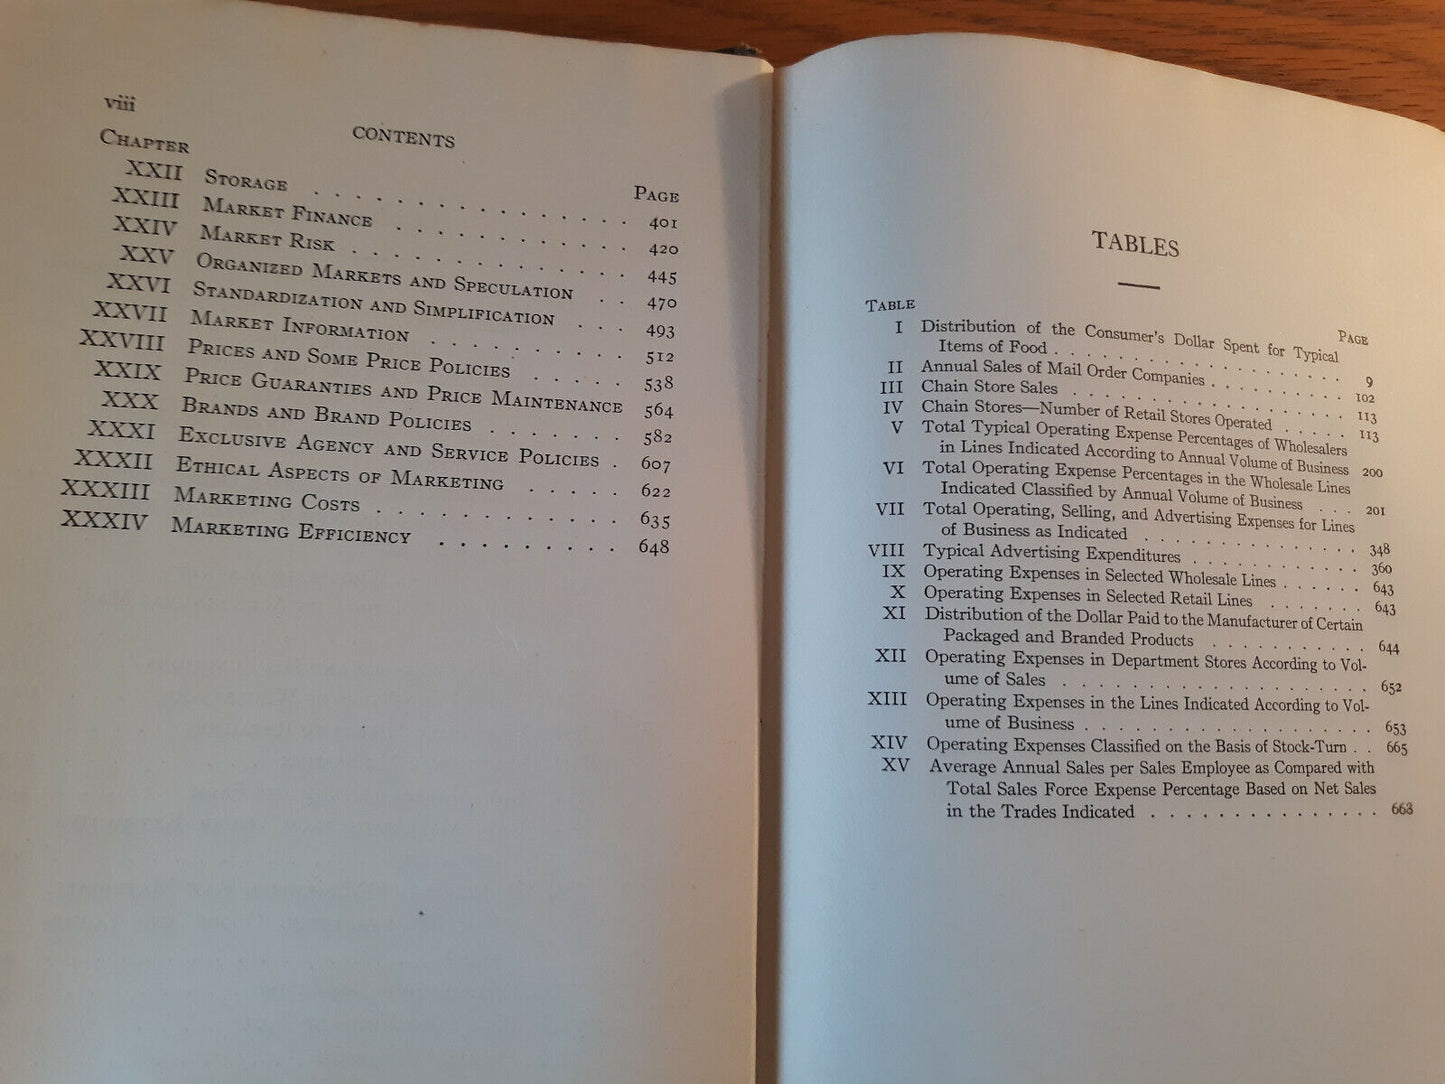 viii
CONTENTS
CHAPTER PAGE
XXII STORAGE . . . . . . . . . . . . . . . 401
XXIII MARKET FINANCE . . . . . . . . . . . 420
XXIV MARKET RISK . . . . . . . . . . . . . 445
XXV ORGANIZED MARKETS AND SPECULATION . . 470
XXVI STANDARDIZATION AND SIMPLIFICATION . . . 493
XXVII MARKET INFORMATION . . . . . . . . 512
XXVIII PRICES AND SOME PRICE POLICIES . . . . . 538
XXIX PRICE GUARANTIES AND PRICE MAINTENANCE 564
XXX BRANDS AND BRAND POLICIES . . . . . . . 582
XXXI EXCLUSIVE AGENCY AND SERVICE POLICIES . 607
XXXII ETHICAL ASPECTS OF MARKETING . . . . . 622
XXXIII MARKETING COSTS . . . . . . . . . . . . 635
XXXIV MARKETING EFFICIENCY . . . . . . . . . 648
TABLES
TABLE PAGE
I Distribution of the Consumer's Dollar Spent for Typical
Items of Food . . . . . . . . . . . . . . . 9
II Annual Sales of Mail Order Companies . . . . . . . . 102
III Chain Store Sales . . . . . . . . . . . . . . . 113
IV Chain Stores—Number of Retail Stores Operated . . . . . 113
V Total Typical Operating Expense Percentages of Wholesalers
in Lines Indicated According to Annual Volume of Business 200
VI Total Operating Expense Percentages in the Wholesale Lines
Indicated Classified by Annual Volume of Business . . . 201
VII Total Operating, Selling, and Advertising Expenses for Lines
of Business as Indicated . . . . . . . . . . . . 348
VIII Typical Advertising Expenditures . . . . . . . . . . 360
IX Operating Expenses in Selected Wholesale Lines . . . . . 643
X Operating Expenses in Selected Retail Lines . . . . . . . 643
XI Distribution of the Dollar Paid to the Manufacturer of Certain
Packaged and Branded Products . . . . . . . . . . . 644
XII Operating Expenses in Department Stores According to Vol-
ume of Sales . . . . . . . . . . . . . . . . . 652
XIII Operating Expenses in the Lines Indicated According to Vol-
ume of Business . . . . . . . . . . . . . . . . 653
XIV Operating Expenses Classified on the Basis of Stock-Turn . . 665
XV Average Annual Sales per Sales Employee as Compared with
Total Sales Force Expense Percentage Based on Net Sales
in the Trades Indicated . . . . . . . . . . . . . . 668